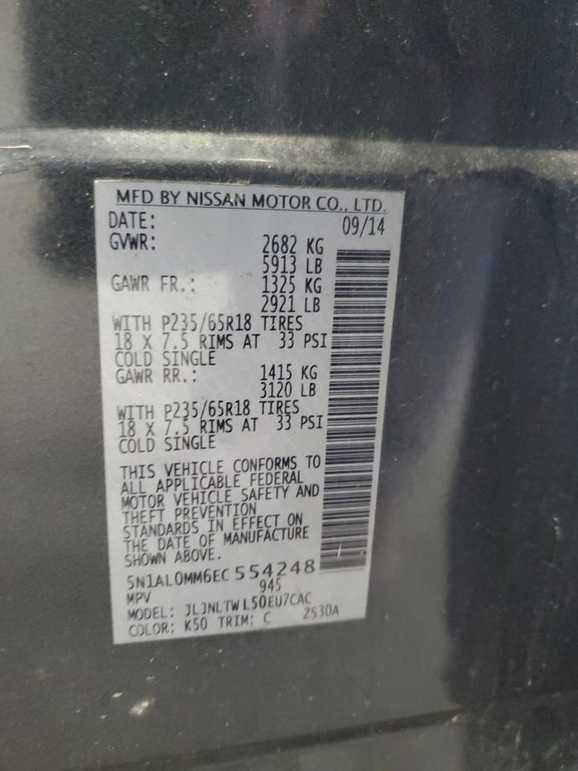 MFD BY NISSAN MOTOR CO., LTD.
DATE: 09/14
GVWR: 2682 KG
5913 LB
GAWR FR.: 1325 KG
2921 LB
WITH P235/65R18 TIRES
18 X 7.5 RIMS AT 33 PSI
COLD SINGLE
GAWR RR.: 1415 KG
3120 LB
WITH P235/65R18 TIRES
18 X 7.5 RIMS AT 33 PSI
COLD SINGLE
THIS VEHICLE CONFORMS TO
ALL APPLICABLE FEDERAL
MOTOR VEHICLE SAFETY AND
THEFT PREVENTION
STANDARDS IN EFFECT ON
THE DATE OF MANUFACTURE
SHOWN ABOVE.
5N1AL0MM6EC554248
MPV 945
MODEL: JLJNLTWL50EU7CAC
COLOR: K50 TRIM: C 2530A